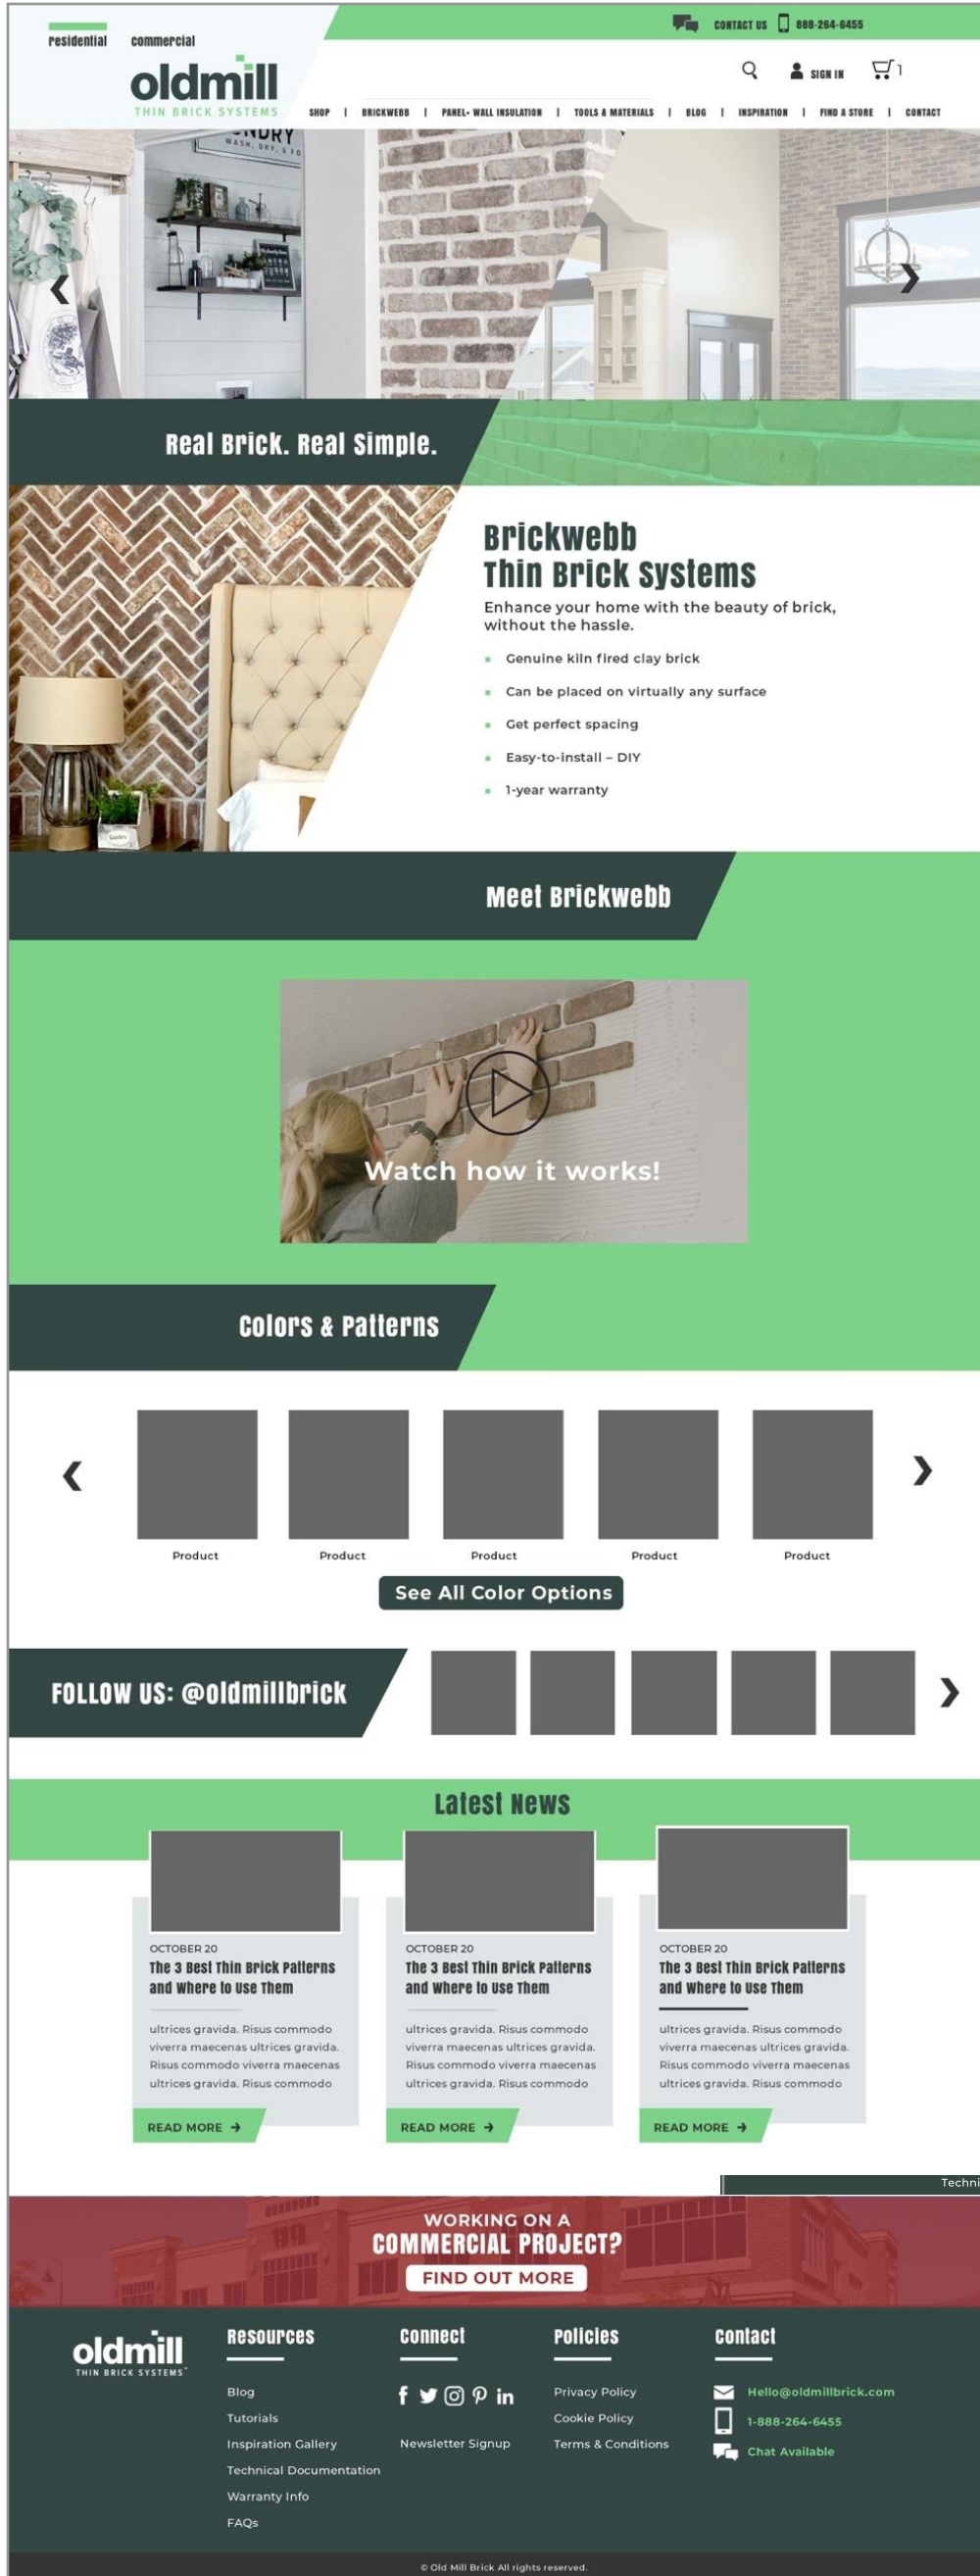 residential
commercial
CONTACT US
888-264-6455
SIGN IN
1
oldmill
THIN BRICK SYSTEMS
SHOP | BRICKWEBB | PANEL+ WALL INSULATION | TOOLS & MATERIALS | BLOG | INSPIRATION | FIND A STORE | CONTACT
WASH, DRY, & FO
Real Brick. Real Simple.
Brickwebb
Thin Brick Systems
Enhance your home with the beauty of brick,
without the hassle.
Genuine kiln fired clay brick
Can be placed on virtually any surface
Get perfect spacing
Easy-to-install – DIY
1-year warranty
Garden
Meet Brickwebb
Watch how it works!
Colors & Patterns
Product
Product
Product
Product
Product
See All Color Options
FOLLOW US: @oldmillbrick
Latest News
OCTOBER 20
The 3 Best Thin Brick Patterns
and Where to Use Them
ultrices gravida. Risus commodo
viverra maecenas ultrices gravida.
Risus commodo viverra maecenas
ultrices gravida. Risus commodo
READ MORE →
OCTOBER 20
The 3 Best Thin Brick Patterns
and Where to Use Them
ultrices gravida. Risus commodo
viverra maecenas ultrices gravida.
Risus commodo viverra maecenas
ultrices gravida. Risus commodo
READ MORE →
OCTOBER 20
The 3 Best Thin Brick Patterns
and Where to Use Them
ultrices gravida. Risus commodo
viverra maecenas ultrices gravida.
Risus commodo viverra maecenas
ultrices gravida. Risus commodo
READ MORE →
Techni
WORKING ON A
COMMERCIAL PROJECT?
FIND OUT MORE
oldmill
THIN BRICK SYSTEMS
Resources
Blog
Tutorials
Inspiration Gallery
Technical Documentation
Warranty Info
FAQs
Connect
Newsletter Signup
Policies
Privacy Policy
Cookie Policy
Terms & Conditions
Contact
Hello@oldmillbrick.com
1-888-264-6455
Chat Available
© Old Mill Brick All rights reserved.